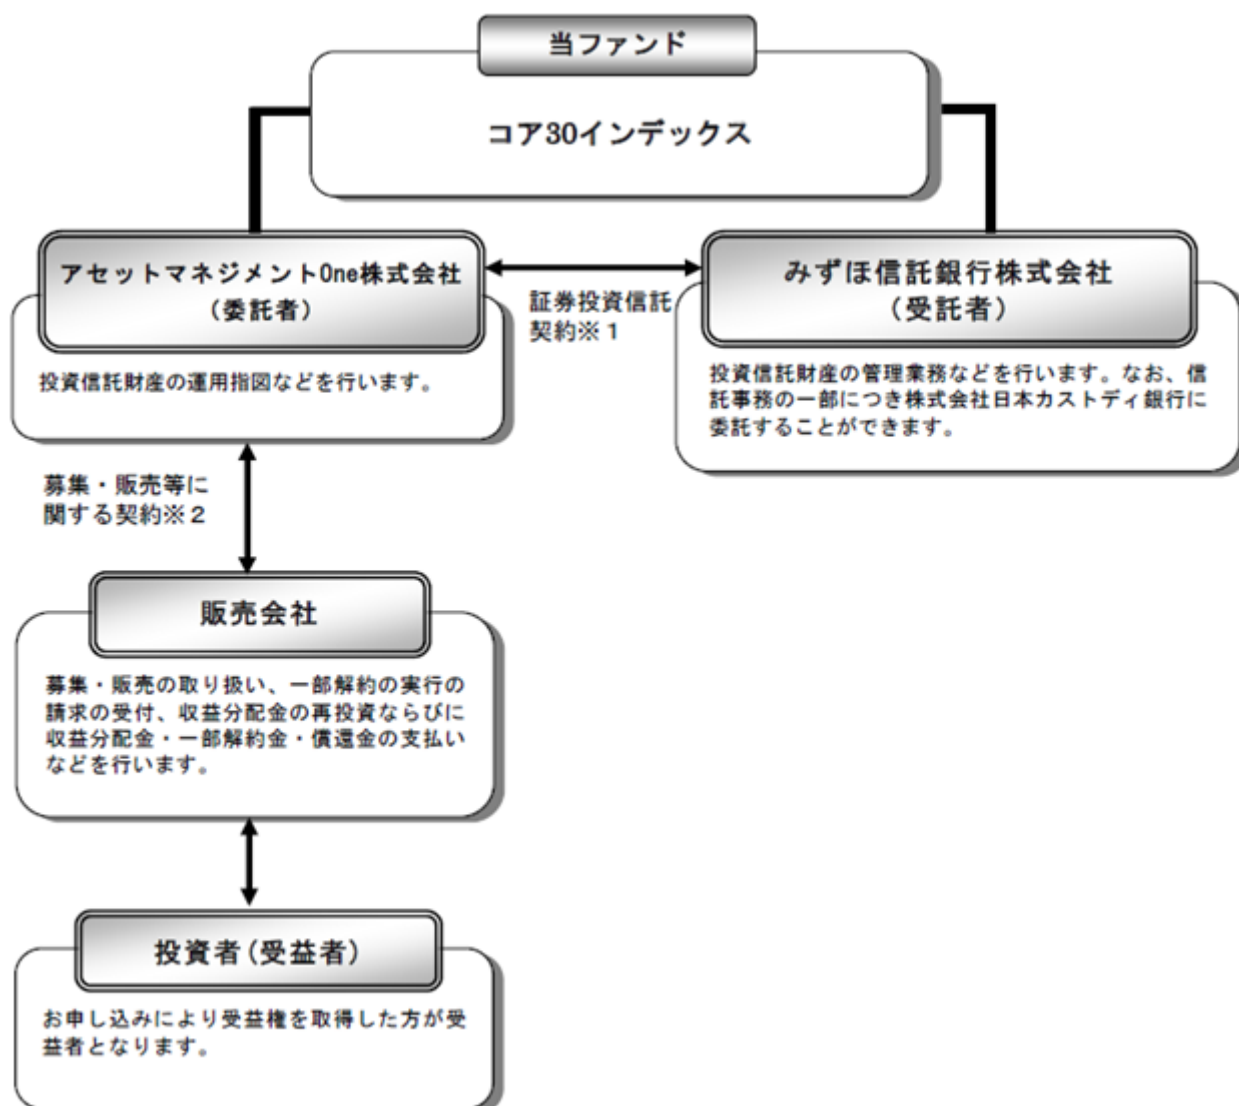 当ファンド
コア30インデックス
アセットマネジメントOne株式会社
(委託者)
投資信託財産の運用指図などを行います。
証券投資信託
契約※1
みずほ信託銀行株式会社
(受託者)
投資信託財産の管理業務などを行います。なお、信
託事務の一部につき株式会社日本カストディ銀行に
委託することができます。
募集・販売等に
関する契約※2
販売会社
募集・販売の取り扱い、一部解約の実行の
請求の受付、収益分配金の再投資ならびに
収益分配金・一部解約金・償還金の支払い
などを行います。
投資者(受益者)
お申し込みにより受益権を取得した方が受
益者となります。